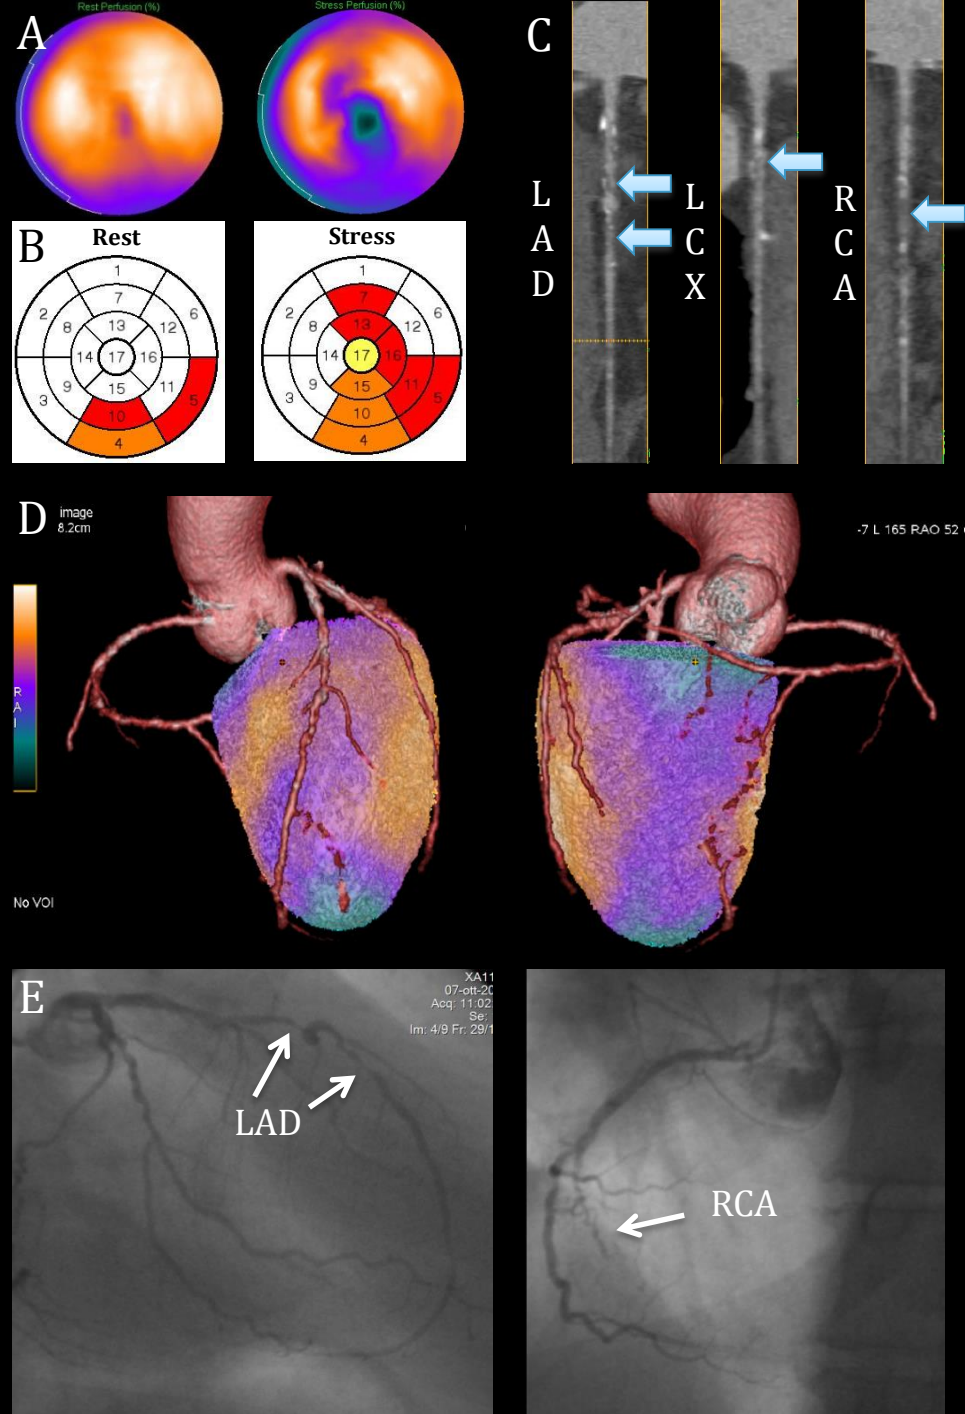 Rest Perfusion (%)
Stress Perfusion (%)
A
B
Rest
1
2
7
6
8
13
12
14
17
16
3
9
15
11
5
10
4
Stress
1
2
7
6
8
13
12
14
17
16
3
9
15
11
5
10
4
C
L
A
D
L
C
X
R
C
A
D
image
8.2cm
R
A
I
No VOI
-7 L 165 RAO 52
E
XA11
07-ott-20
Acq: 11:02
Se:
Im: 4/9 Fr: 29/1
LAD
RCA